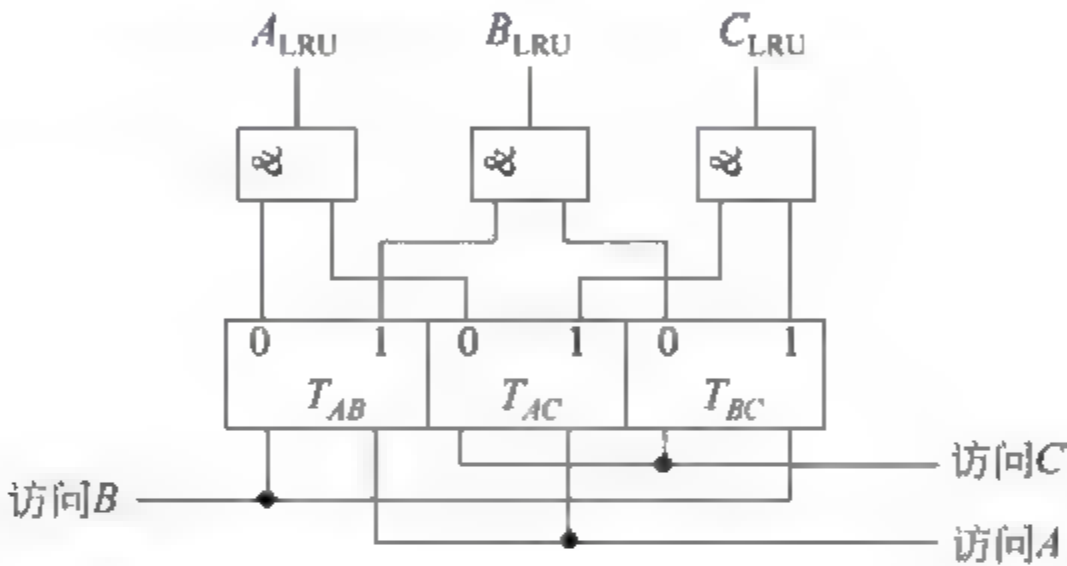 A_LRU B_LRU C_LRU
& & &
0 1 0 1 0 1
T_AB T_AC T_BC
访问C
访问B
访问A